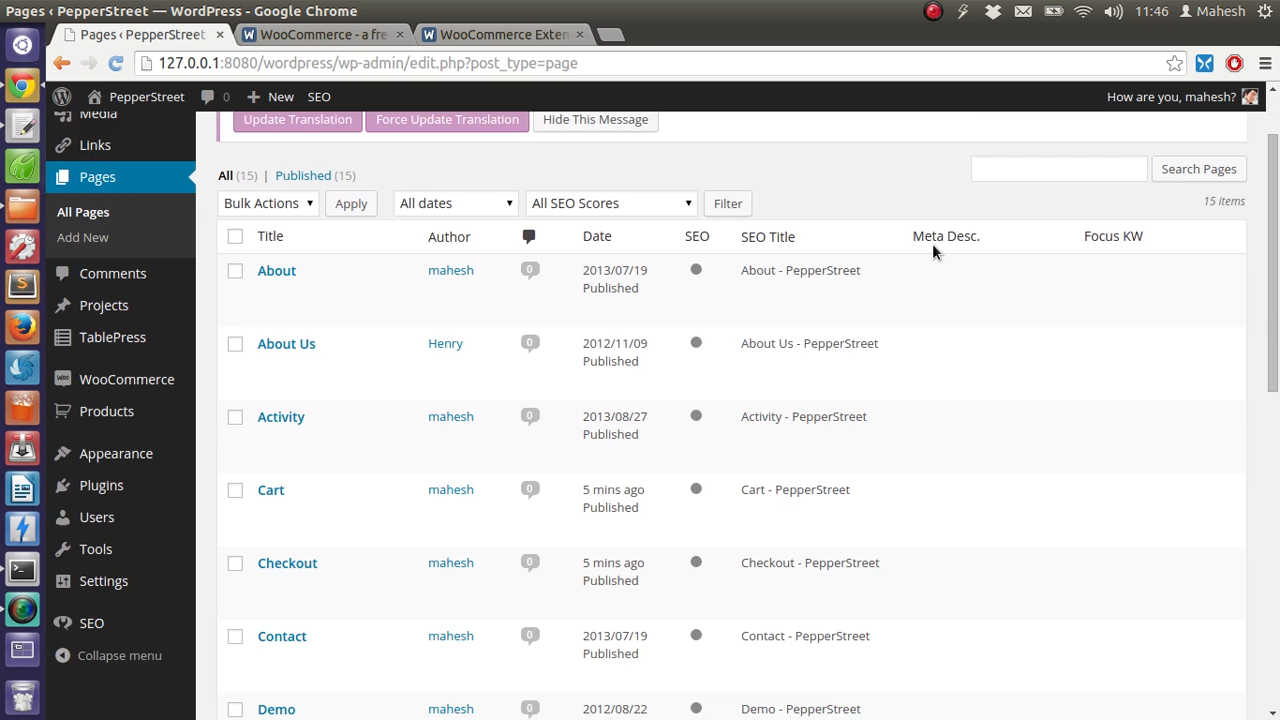 Pages ‹ PepperStreet — WordPress - Google Chrome
11:46 Mahesh
Pages ‹ PepperStreet ×
WooCommerce - a fre ×
WooCommerce Exten ×
127.0.0.1:8080/wordpress/wp-admin/edit.php?post_type=page
PepperStreet 0 New SEO
How are you, mahesh?
Media
Links
Pages
All Pages
Add New
Comments
Projects
TablePress
WooCommerce
Products
Appearance
Plugins
Users
Tools
Settings
SEO
Collapse menu
Update Translation Force Update Translation Hide This Message
All (15) | Published (15)
Search Pages
Bulk Actions Apply All dates All SEO Scores Filter
15 items
Title Author Date SEO SEO Title Meta Desc. Focus KW
About mahesh 0 2013/07/19 About - PepperStreet
Published
About Us Henry 0 2012/11/09 About Us - PepperStreet
Published
Activity mahesh 0 2013/08/27 Activity - PepperStreet
Published
Cart mahesh 0 5 mins ago Cart - PepperStreet
Published
Checkout mahesh 0 5 mins ago Checkout - PepperStreet
Published
Contact mahesh 0 2013/07/19 Contact - PepperStreet
Published
Demo mahesh 0 2012/08/22 Demo - PepperStreet